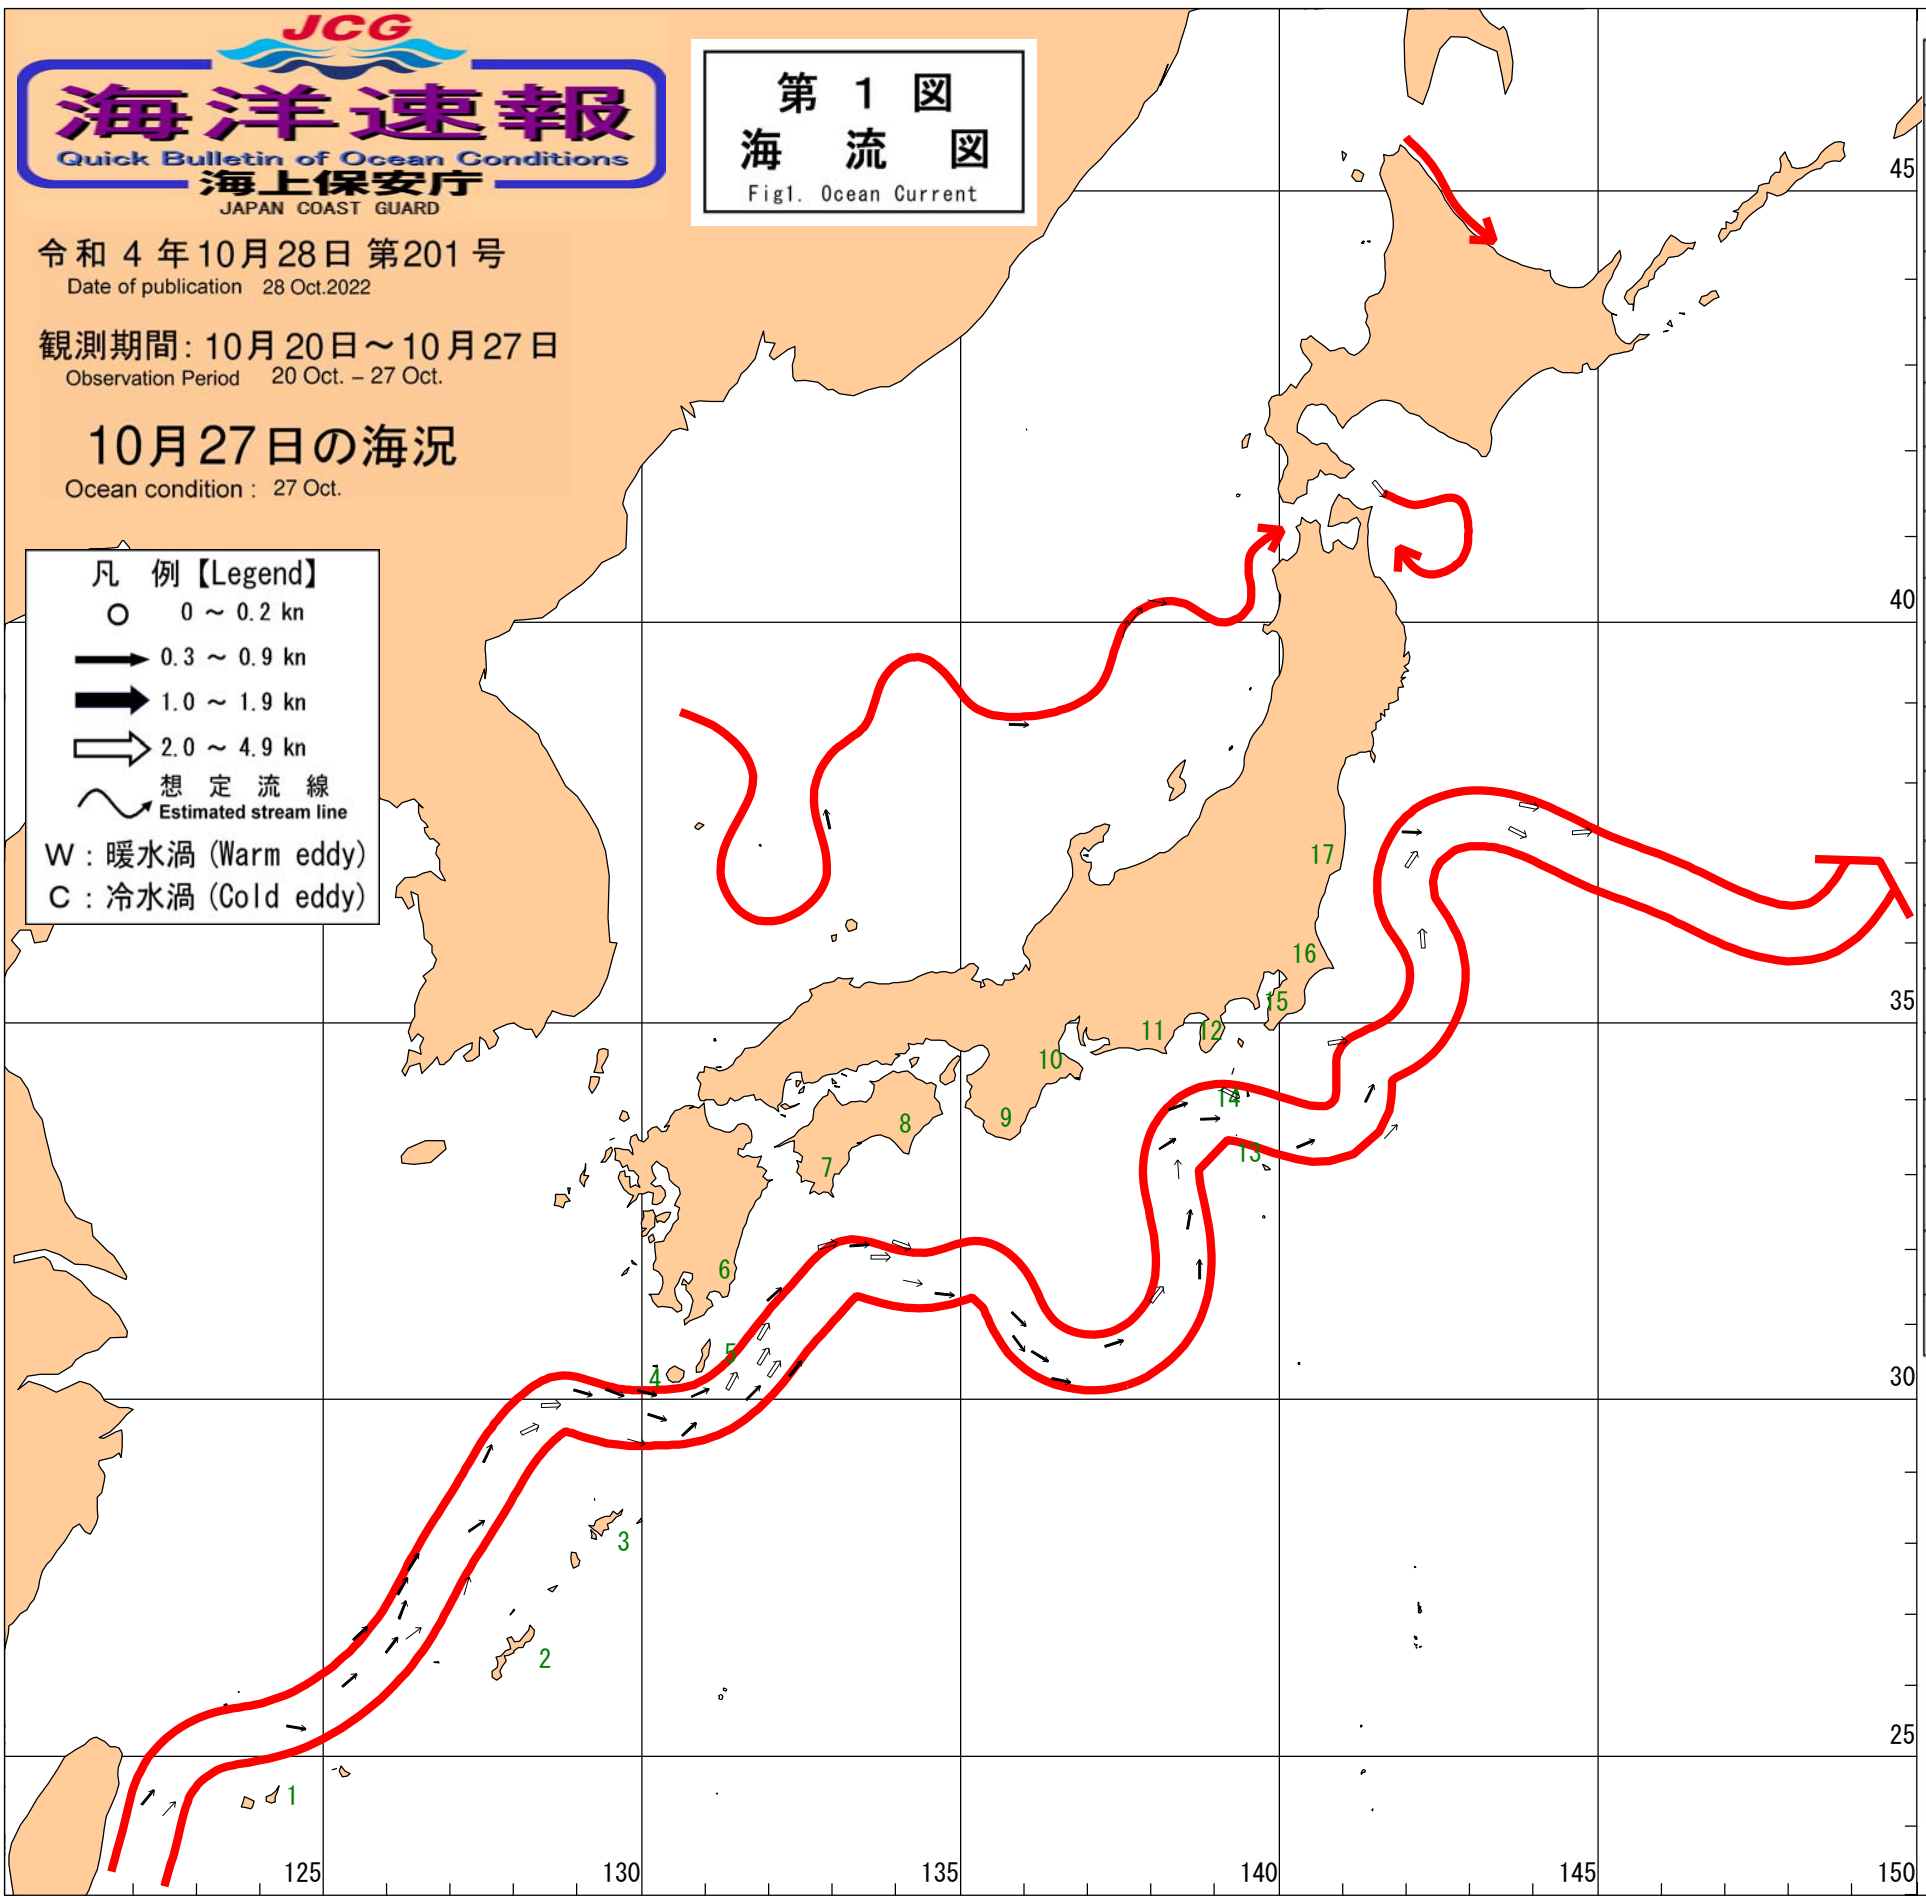 JCG
海洋速報
Quick Bulletin of Ocean Conditions
海上保安庁
JAPAN COAST GUARD
令和 4 年10月28日 第201 号
Date of publication 28 Oct.2022
観測期間: 10月20日～10月27日
Observation Period 20 Oct. – 27 Oct.
10月27日の海況
Ocean condition : 27 Oct.
第 1 図
海 流 図
Fig1. Ocean Current
凡 例【Legend】
0 ～ 0.2 kn
0.3 ～ 0.9 kn
1.0 ～ 1.9 kn
2.0 ～ 4.9 kn
想 定 流 線
Estimated stream line
W : 暖水渦 (Warm eddy)
C : 冷水渦 (Cold eddy)
45
40
17
16
35
15
12
11
10
14
9
8
13
7
6
5
4
30
3
2
25
1
125
130
135
140
145
150